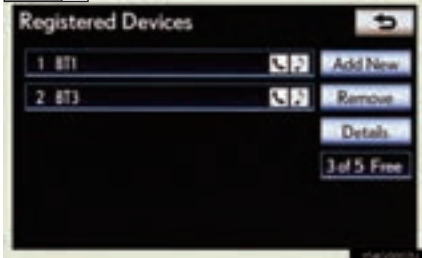 Registered Devices
1 BT1
Add New
2 BT3
Remove
Details
3 of 5 Free